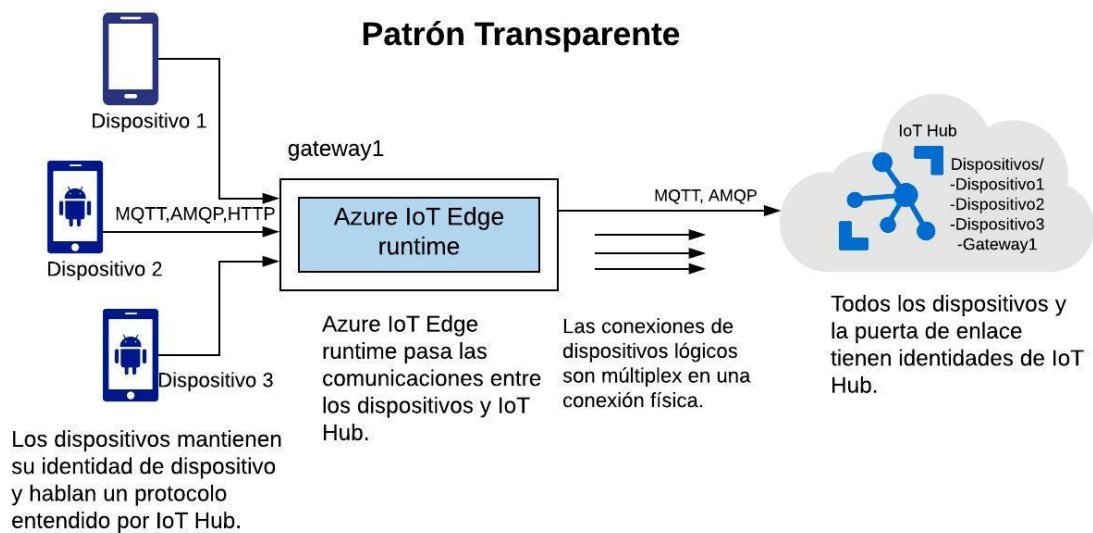 Patrón Transparente
Dispositivo 1
gateway1
MQTT,AMQP,HTTP
Azure IoT Edge
runtime
MQTT, AMQP
IoT Hub
Dispositivos/
-Dispositivo1
-Dispositivo2
-Dispositivo3
-Gateway1
Dispositivo 2
Dispositivo 3
Los dispositivos mantienen
su identidad de dispositivo
y hablan un protocolo
entendido por IoT Hub.
Azure IoT Edge
runtime pasa las
comunicaciones entre
los dispositivos y IoT
Hub.
Las conexiones de
dispositivos lógicos
son múltiplex en una
conexión física.
Todos los dispositivos y
la puerta de enlace
tienen identidades de IoT
Hub.